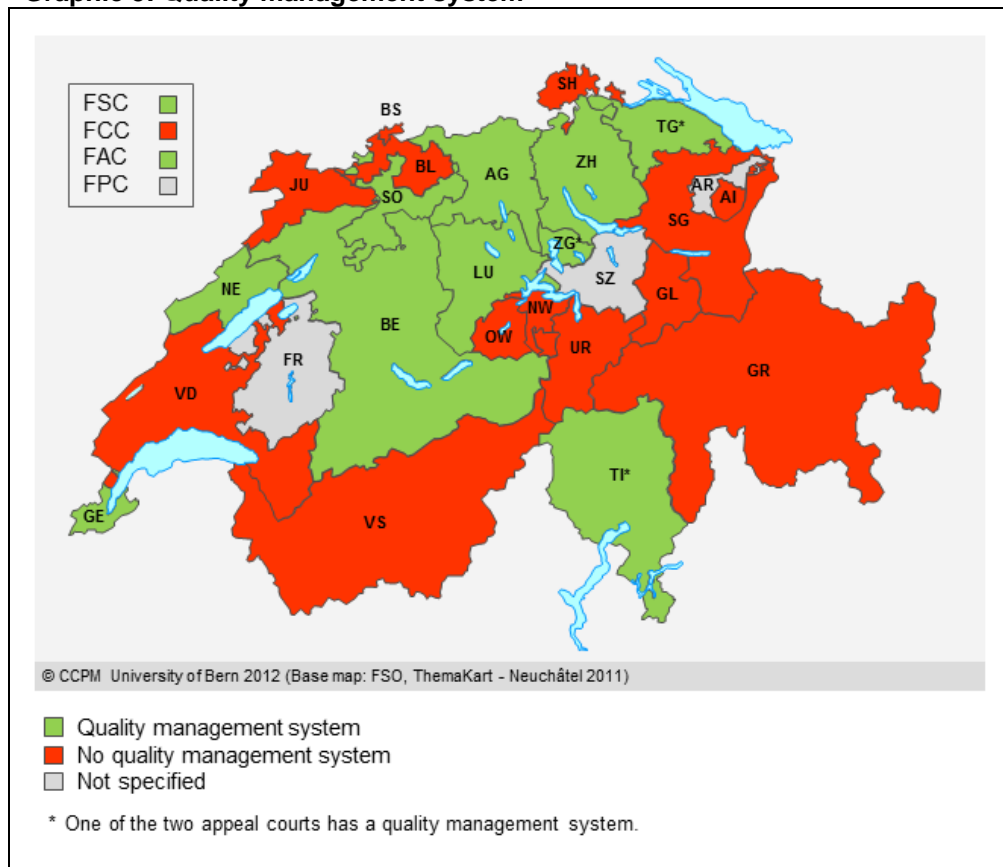 FSC
FCC
FAC
FPC
SH
BS
TG*
BL
ZH
JU
AG
AR
SO
AI
SG
ZG*
LU
SZ
NE
GL
NW
BE
OW
UR
FR
GR
VD
TI*
GE
VS
© CCPM University of Bern 2012 (Base map: FSO, ThemaKart - Neuchâtel 2011)
Quality management system
No quality management system
Not specified
* One of the two appeal courts has a quality management system.